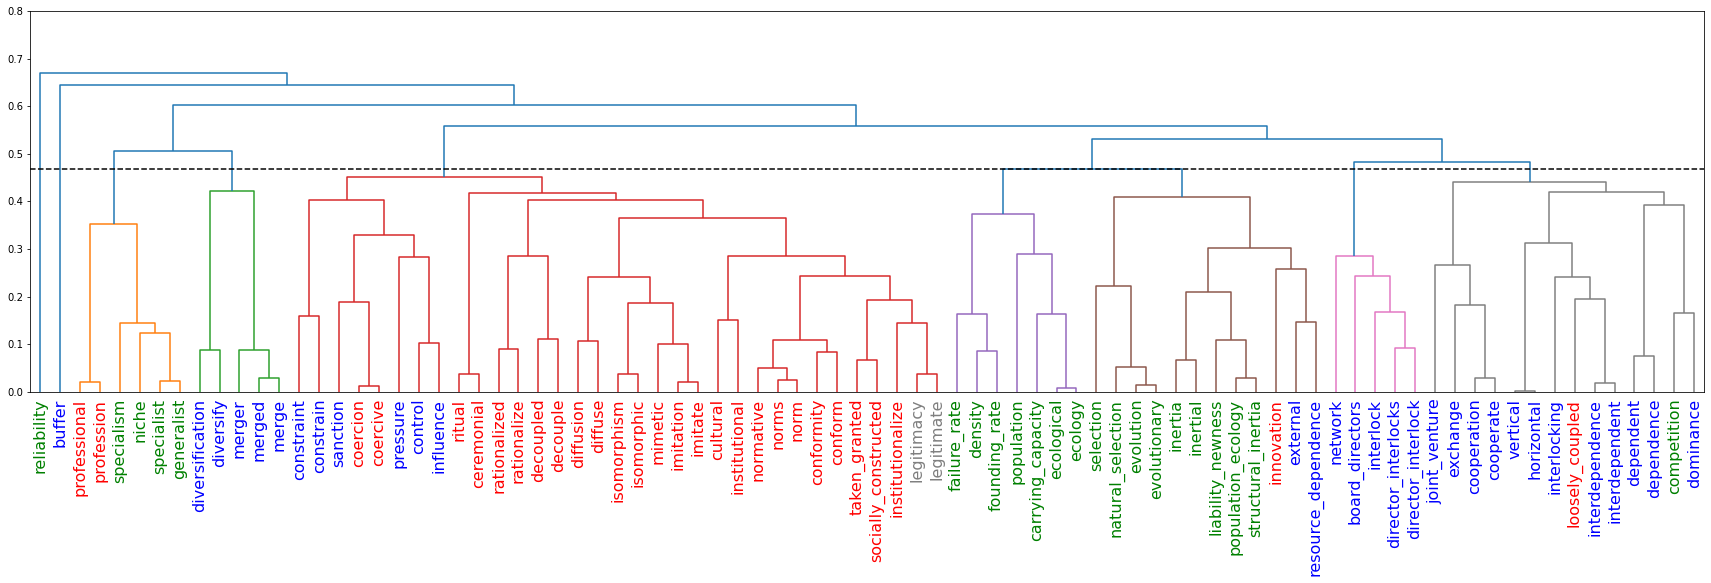 0.8
0.7
0.6
0.5
0.4
0.3
0.2
0.1
0.0
reliability
buffer
professional
profession
specialism
niche
specialist
generalist
diversification
diversify
merger
merged
merge
constraint
constrain
sanction
coercion
coercive
pressure
control
influence
ritual
ceremonial
rationalized
rationalize
decoupled
decouple
diffusion
diffuse
isomorphism
isomorphic
mimetic
imitation
imitate
cultural
institutional
normative
norms
norm
conformity
conform
taken_granted
socially_constructed
institutionalize
legitimacy
legitimate
failure_rate
density
founding_rate
population
carrying_capacity
ecological
ecology
selection
natural_selection
evolution
evolutionary
inertia
inertial
liability_newness
population_ecology
structural_inertia
innovation
external
resource_dependence
network
board_directors
interlock
director_interlocks
director_interlock
joint_venture
exchange
cooperation
cooperate
vertical
horizontal
interlocking
loosely_coupled
interdependence
interdependent
dependent
dependence
competition
dominance